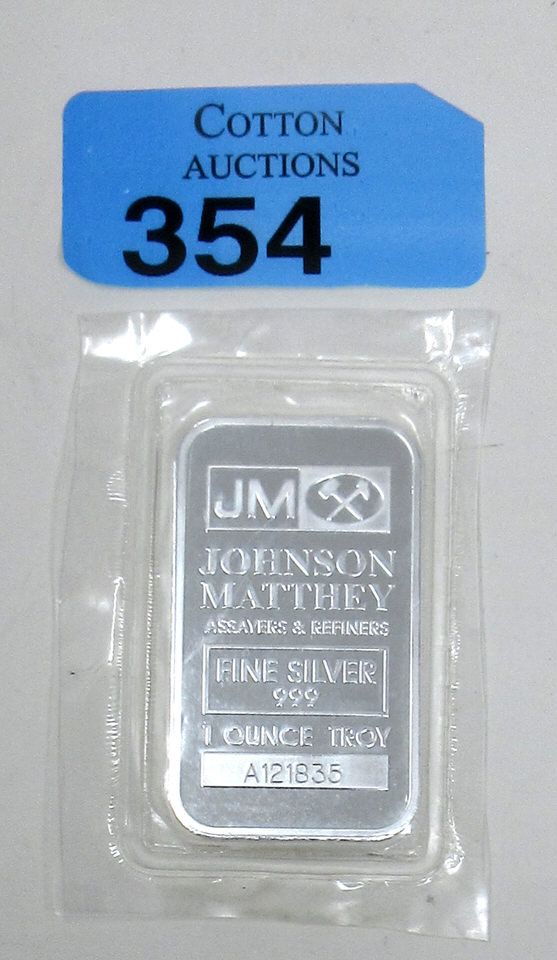 COTTON
AUCTIONS
354
JM
JOHNSON
MATTHEY
ASSAYERS & REFINERS
FINE SILVER
999
1 OUNCE TROY
A121835